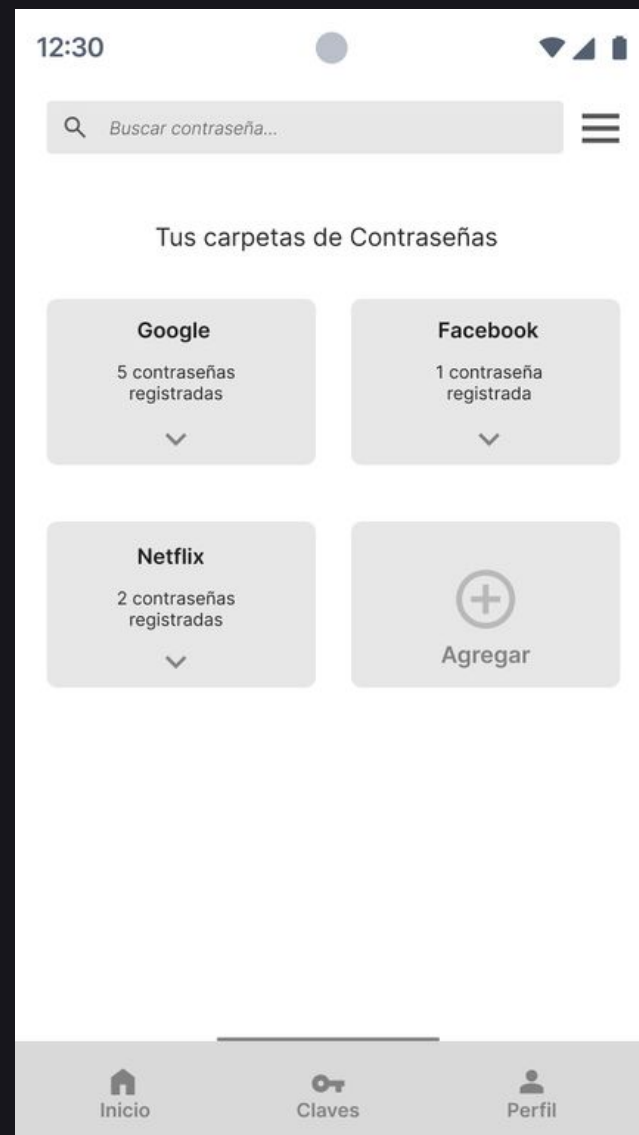 12:30
Buscar contraseña...
Tus carpetas de Contraseñas
Google
5 contraseñas
registradas
Facebook
1 contraseña
registrada
Netflix
2 contraseñas
registradas
Agregar
Inicio
Claves
Perfil